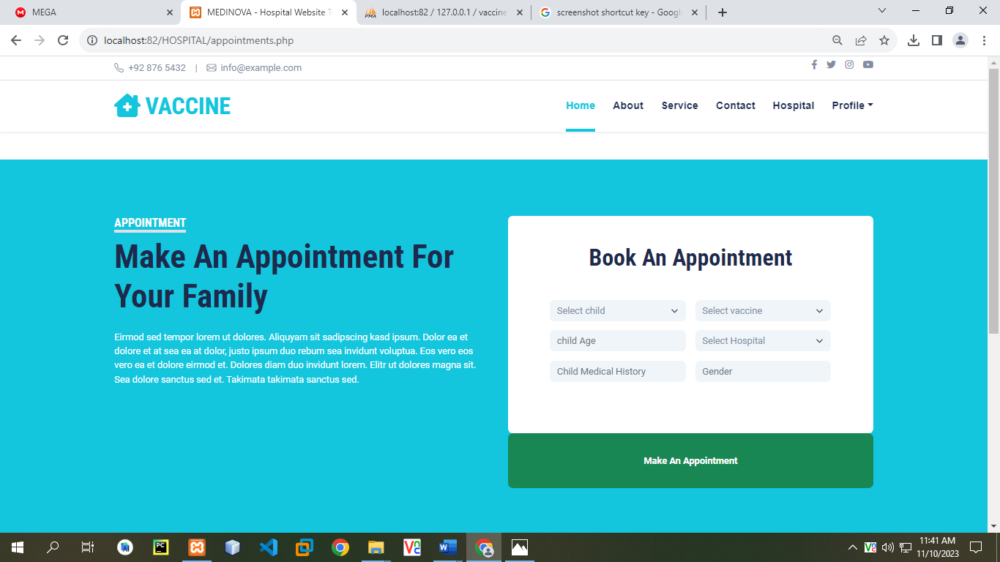 MEGA
MEDINOVA - Hospital Website T
localhost:82 / 127.0.0.1 / vaccine
screenshot shortcut key - Google
localhost:82/HOSPITAL/appointments.php
+92 876 5432 | info@example.com
VACCINE
Home About Service Contact Hospital Profile
APPOINTMENT
Make An Appointment For
Your Family
Eirmod sed tempor lorem ut dolores. Aliquyam sit sadipscing kasd ipsum. Dolor ea et
dolore et at sea ea at dolor, justo ipsum duo rebum sea invidunt voluptua. Eos vero eos
vero ea et dolore eirmod et. Dolores diam duo invidunt lorem. Elitr ut dolores magna sit.
Sea dolore sanctus sed et. Takimata takimata sanctus sed.
Book An Appointment
Select child Select vaccine
child Age Select Hospital
Child Medical History Gender
Make An Appointment
11:41 AM
11/10/2023